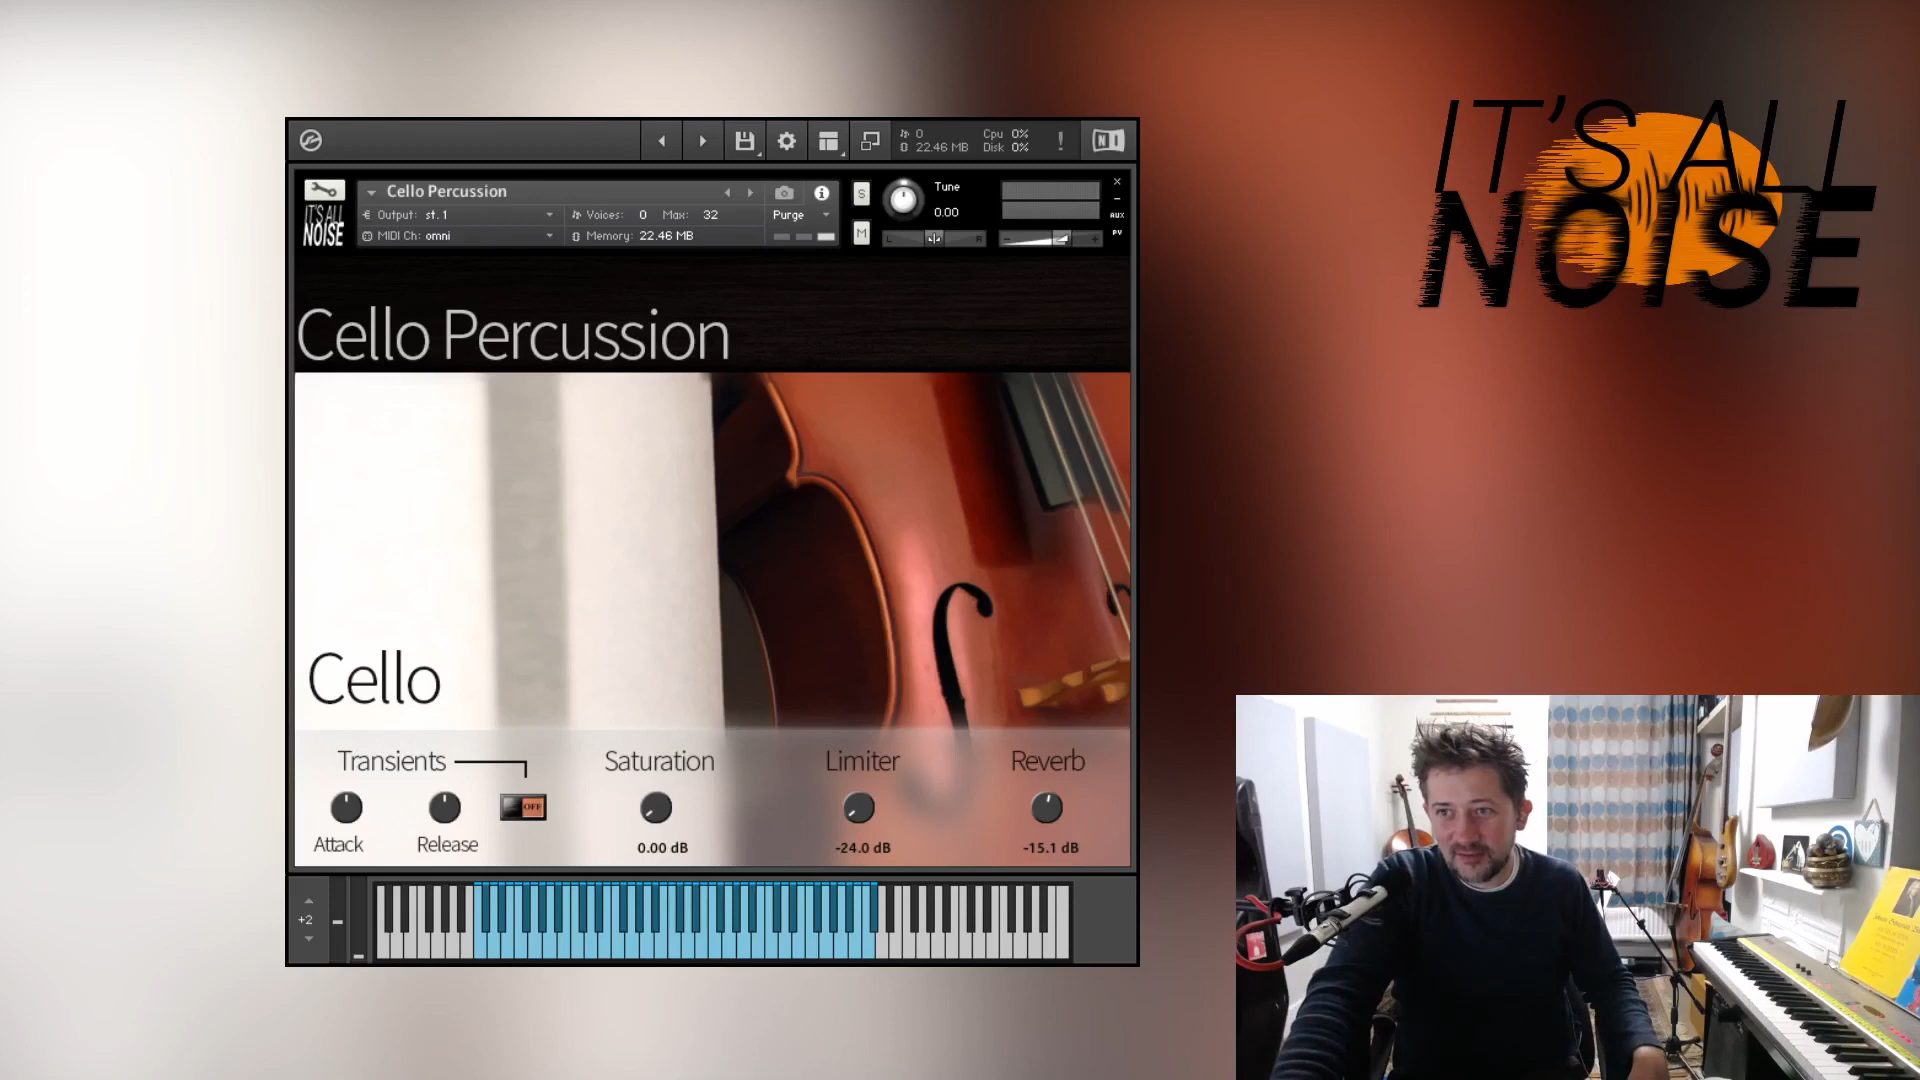 IT'S ALL
NOISE
0
22.46 MB
Cpu 0%
Disk 0%
!
NI
IT'S ALL
NOISE
Cello Percussion
Output: st. 1
Voices: 0 Max: 32
Purge
MIDI Ch: omni
Memory: 22.46 MB
S
M
Tune
0.00
L R
- +
×
-
AUX
PV
Cello Percussion
Cello
Transients
Saturation
Limiter
Reverb
OFF
Attack
Release
0.00 dB
-24.0 dB
-15.1 dB
+2